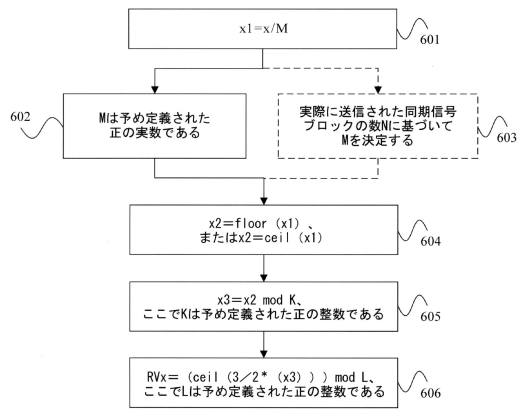 x1=x/M
601
602
Mは予め定義された
正の実数である
実際に送信された同期信号
ブロックの数Nに基づいて
Mを決定する
603
x2=floor (x1) 、
またはx2=ceil (x1)
604
x3=x2 mod K、
ここでKは予め定義された正の整数である
605
RVx= (ceil (3/2* (x3) ) ) mod L、
ここでLは予め定義された正の整数である
606